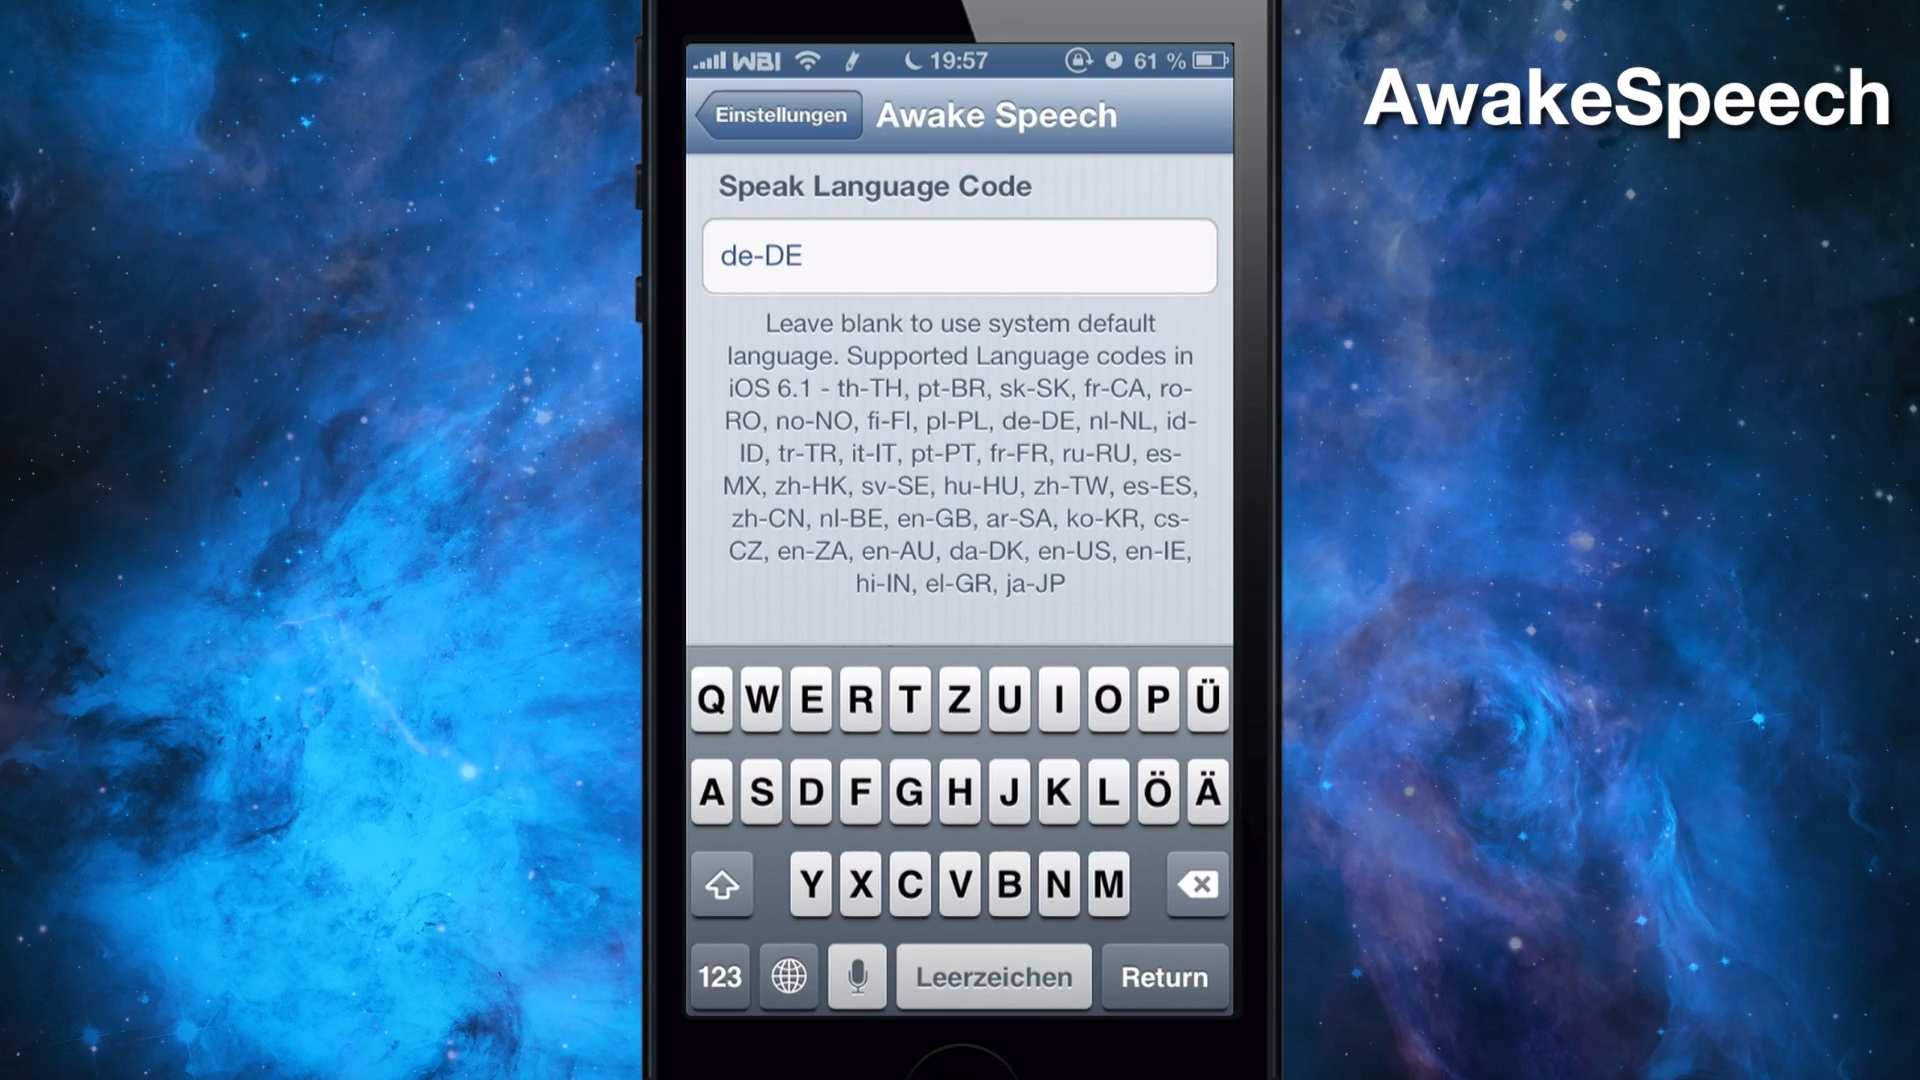 AwakeSpeech
WBI 19:57 61 %
Einstellungen Awake Speech
Speak Language Code
de-DE
Leave blank to use system default
language. Supported Language codes in
iOS 6.1 - th-TH, pt-BR, sk-SK, fr-CA, ro-
RO, no-NO, fi-FI, pl-PL, de-DE, nl-NL, id-
ID, tr-TR, it-IT, pt-PT, fr-FR, ru-RU, es-
MX, zh-HK, sv-SE, hu-HU, zh-TW, es-ES,
zh-CN, nl-BE, en-GB, ar-SA, ko-KR, cs-
CZ, en-ZA, en-AU, da-DK, en-US, en-IE,
hi-IN, el-GR, ja-JP
Q W E R T Z U I O P Ü
A S D F G H J K L Ö Ä
Y X C V B N M
123 Leerzeichen Return